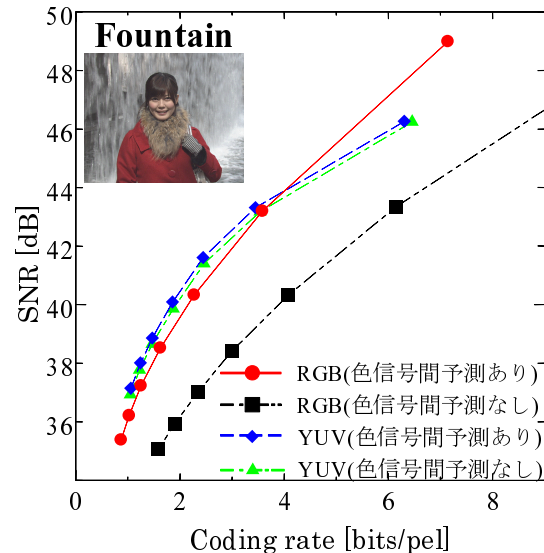 Fountain
SNR [dB]
50
48
46
44
42
40
38
36
RGB(色信号間予測あり)
RGB(色信号間予測なし)
YUV(色信号間予測あり)
YUV(色信号間予測なし)
0 2 4 6 8
Coding rate [bits/pel]